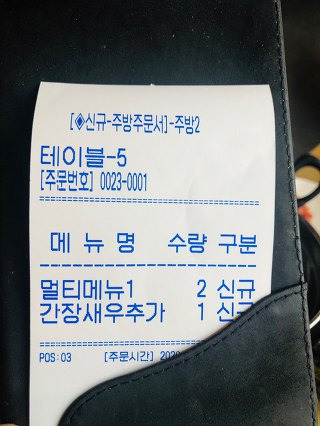 [◈신규-주방주문서]-주방2
테이블-5
[주문번호] 0023-0001
메 뉴 명 수량 구분
멀티메뉴1 2 신규
간장새우추가 1 신규
POS:03 [주문시간]